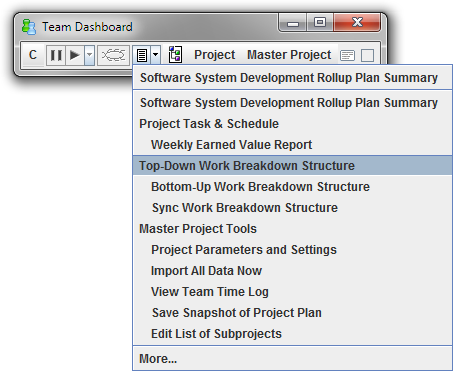 Team Dashboard
C Project Master Project
Software System Development Rollup Plan Summary
Software System Development Rollup Plan Summary
Project Task & Schedule
Weekly Earned Value Report
Top-Down Work Breakdown Structure
Bottom-Up Work Breakdown Structure
Sync Work Breakdown Structure
Master Project Tools
Project Parameters and Settings
Import All Data Now
View Team Time Log
Save Snapshot of Project Plan
Edit List of Subprojects
More...